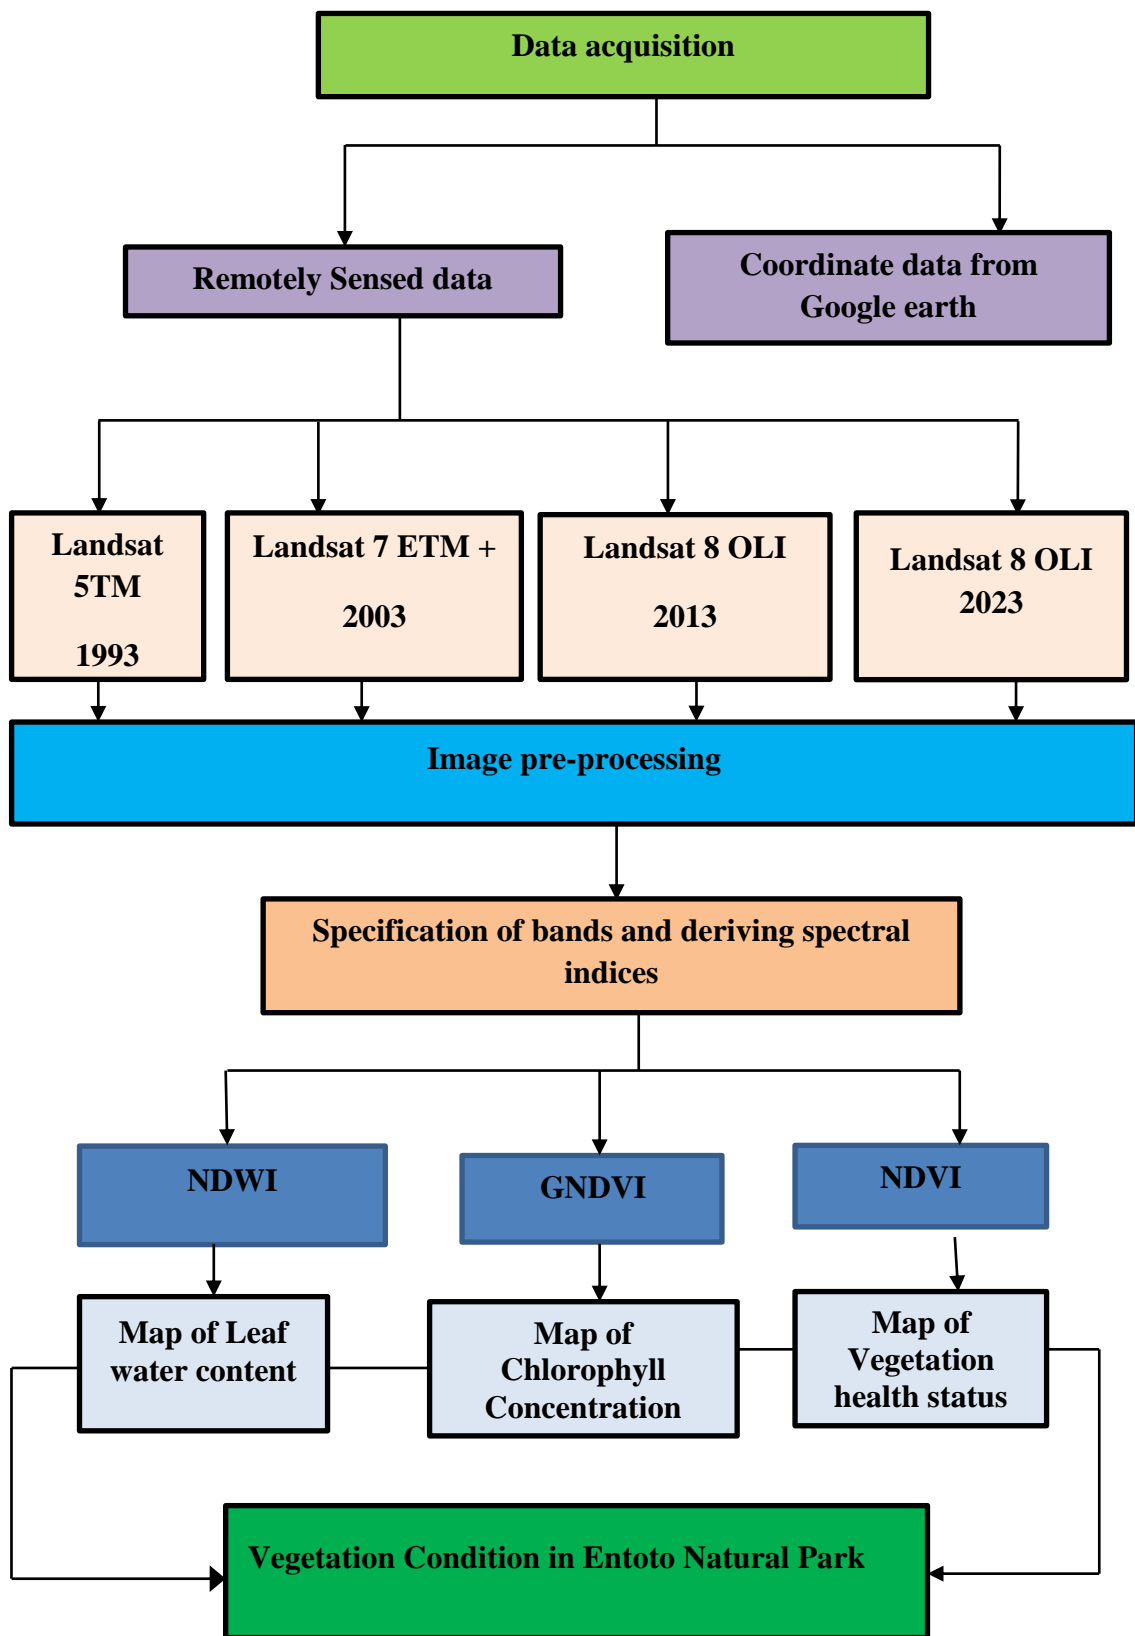 Data acquisition
Remotely Sensed data
Coordinate data from
Google earth
Landsat
5TM
1993
Landsat 7 ETM +
2003
Landsat 8 OLI
2013
Landsat 8 OLI
2023
Image pre-processing
Specification of bands and deriving spectral
indices
NDWI
GNDVI
NDVI
Map of Leaf
water content
Map of
Chlorophyll
Concentration
Map of
Vegetation
health status
Vegetation Condition in Entoto Natural Park